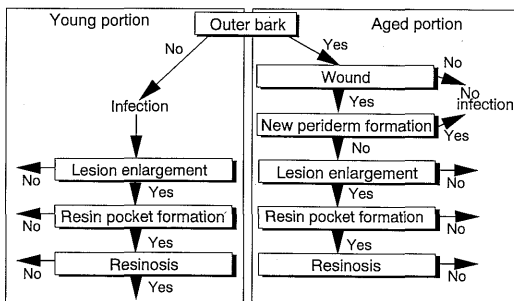 Young portion
Outer bark
Aged portion
No
Yes
Wound
No
No
infection
Yes
Infection
New periderm formation
Yes
No
Lesion enlargement
No
Yes
Lesion enlargement
No
Yes
Resin pocket formation
No
Yes
Resin pocket formation
No
Yes
Resinosis
No
Yes
Resinosis
No